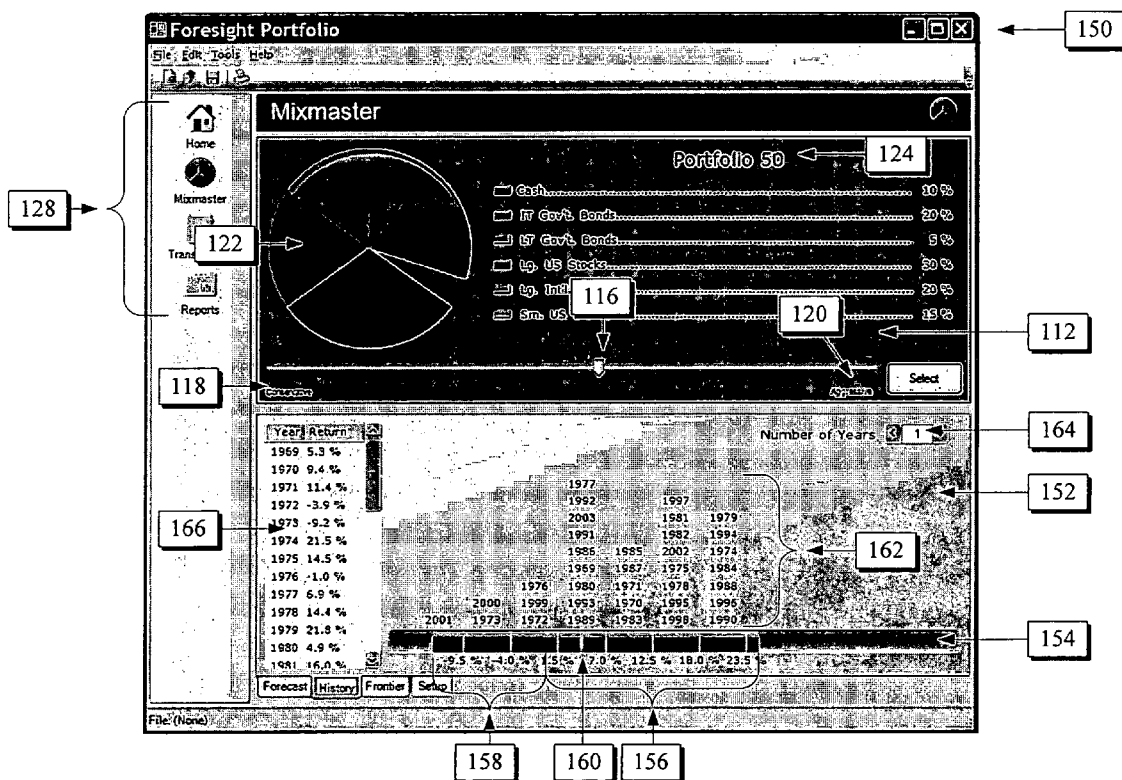 Foresight Portfolio
150
File Edit Tools Help
Mixmaster
Home
Mixmaster
Reports
128
122
Portfolio 50
124
Cash 10 %
IT Gov't. Bonds 20 %
LT Gov't. Bonds 5 %
Lg. US Stocks 30 %
Lg. Intl. 20 %
Sm. US 15 %
116
120
112
118
Conservative
Aggressive
Select
Year Return
1969 5.3 %
1970 9.4 %
1971 11.4 %
1972 -3.9 %
1973 -9.2 %
1974 21.5 %
1975 14.5 %
1976 -1.0 %
1977 6.9 %
1978 14.4 %
1979 21.8 %
1980 4.9 %
1981 16.0 %
166
Number of Years 1
164
152
1977
1992 1997
2003 1981 1979
1991 1982 1994
1986 1985 2002 1974
1969 1987 1975 1984
1976 1980 1971 1978 1988
2000 1999 1993 1970 1995 1996
2001 1973 1972 1989 1983 1998 1990
162
154
-9.5 % -4.0 % 1.5 % 7.0 % 12.5 % 18.0 % 23.5
Forecast History Frontier Setup
File: (None)
158
160
156